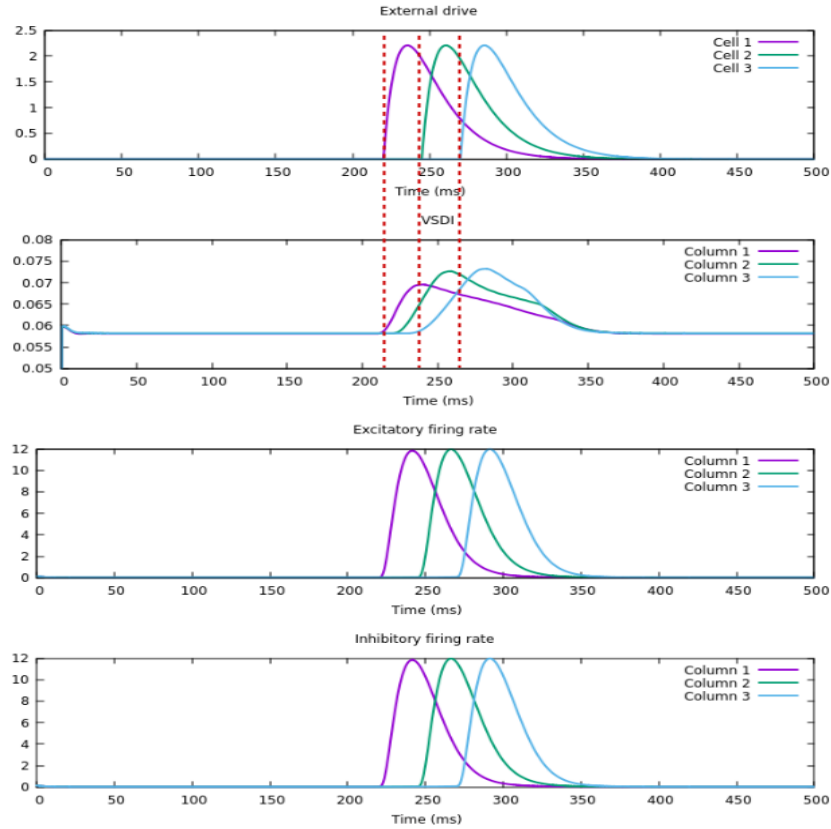 External drive
2.5
2
1.5
1
0.5
0
Cell 1
Cell 2
Cell 3
0 50 100 150 200 250 300 350 400 450 500
Time (ms)
VSDI
0.08
0.075
0.07
0.065
0.06
0.055
0.05
Column 1
Column 2
Column 3
0 50 100 150 200 250 300 350 400 450 500
Time (ms)
Excitatory firing rate
12
10
8
6
4
2
0
Column 1
Column 2
Column 3
0 50 100 150 200 250 300 350 400 450 500
Time (ms)
Inhibitory firing rate
12
10
8
6
4
2
0
Column 1
Column 2
Column 3
0 50 100 150 200 250 300 350 400 450 500
Time (ms)